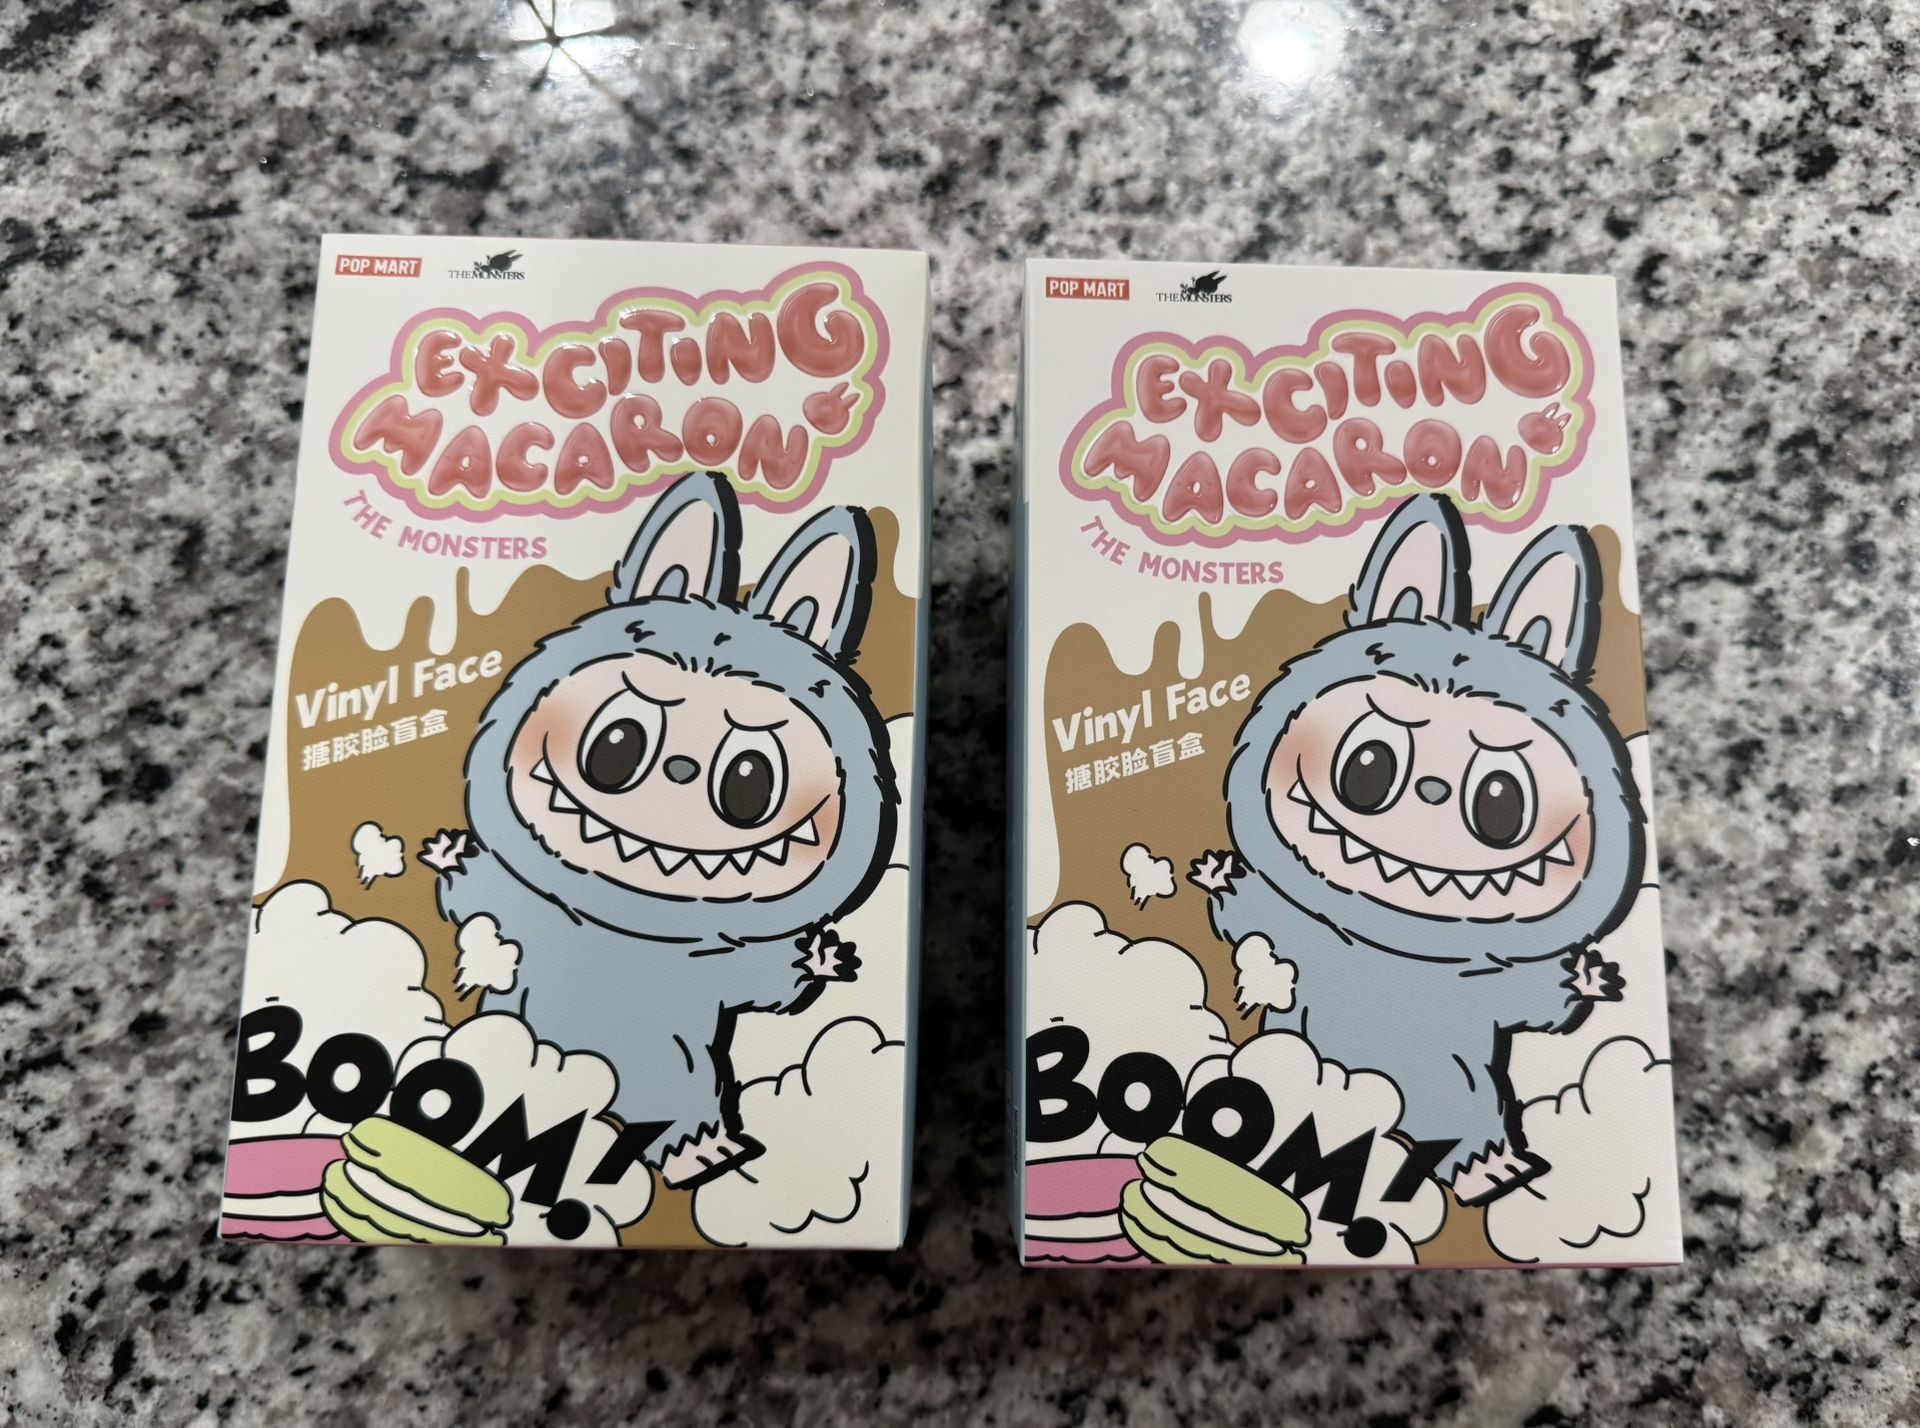 POP MART
THE MONSTERS
EXCITING
MACARON
THE MONSTERS
Vinyl Face
搪胶脸盲盒
BOOM!
POP MART
THE MONSTERS
EXCITING
MACARON
THE MONSTERS
Vinyl Face
搪胶脸盲盒
BOOM!